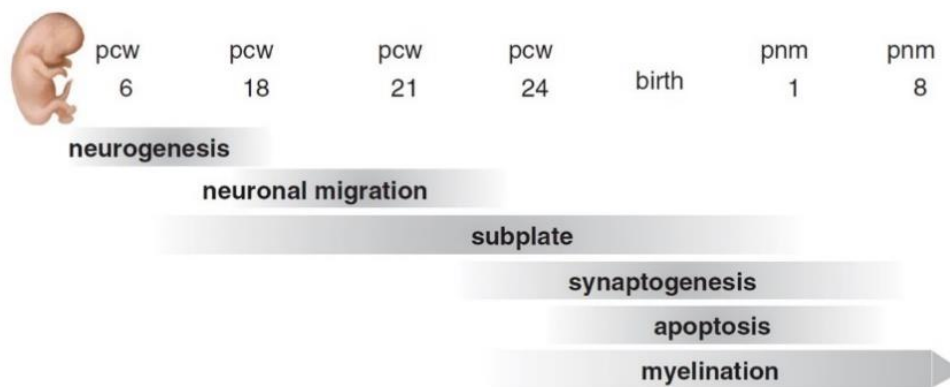 pcw pcw pcw pcw pnm pnm
6 18 21 24 birth 1 8
neurogenesis
neuronal migration
subplate
synaptogenesis
apoptosis
myelination